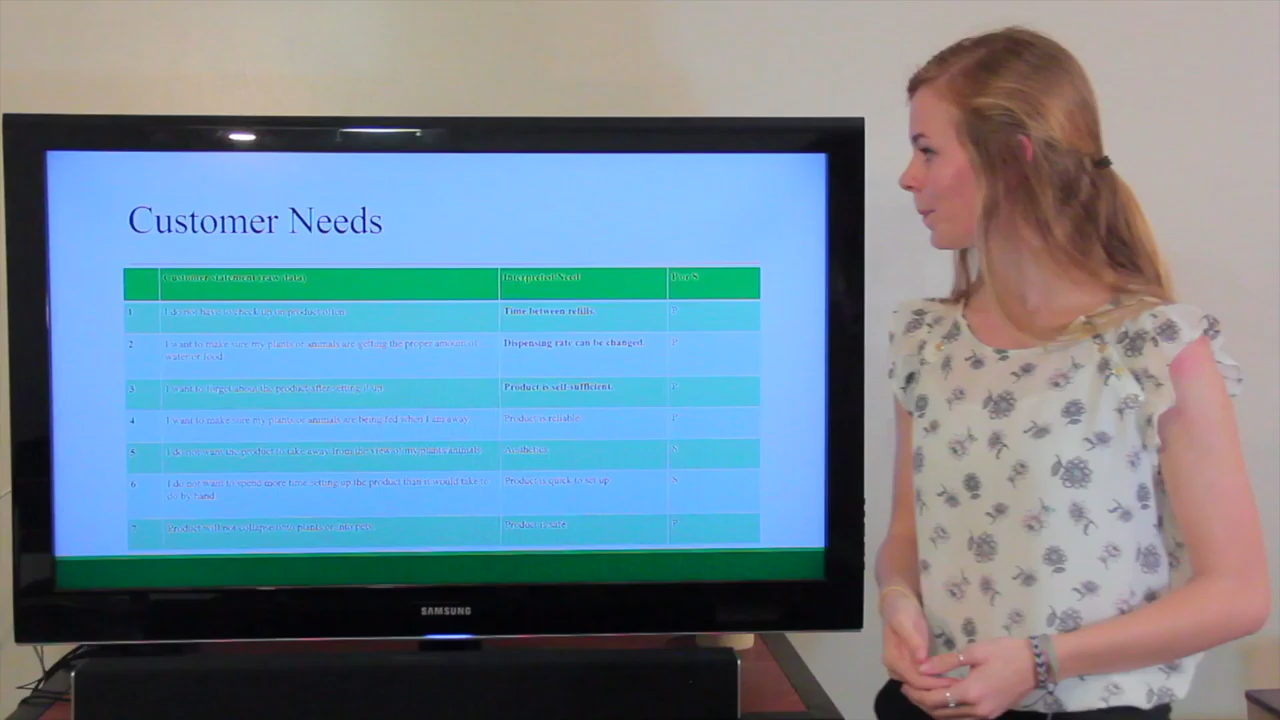 Customer Needs
Customer statement (raw data) Interpreted Need P or S
1 I do not have to check up on product often. Time between refills. P
2 I want to make sure my plants or animals are getting the proper amount of Dispensing rate can be changed. P
water or food.
3 I want to forget about the product after setting it up. Product is self-sufficient. P
4 I want to make sure my plants or animals are being fed when I am away. Product is reliable. P
5 I do not want the product to take away from the view of my plants/animals. Aesthetics S
6 I do not want to spend more time setting up the product than it would take to Product is quick to set up. S
do by hand.
7 Product will not collapse onto plants or into pets. Product is safe. P
SAMSUNG